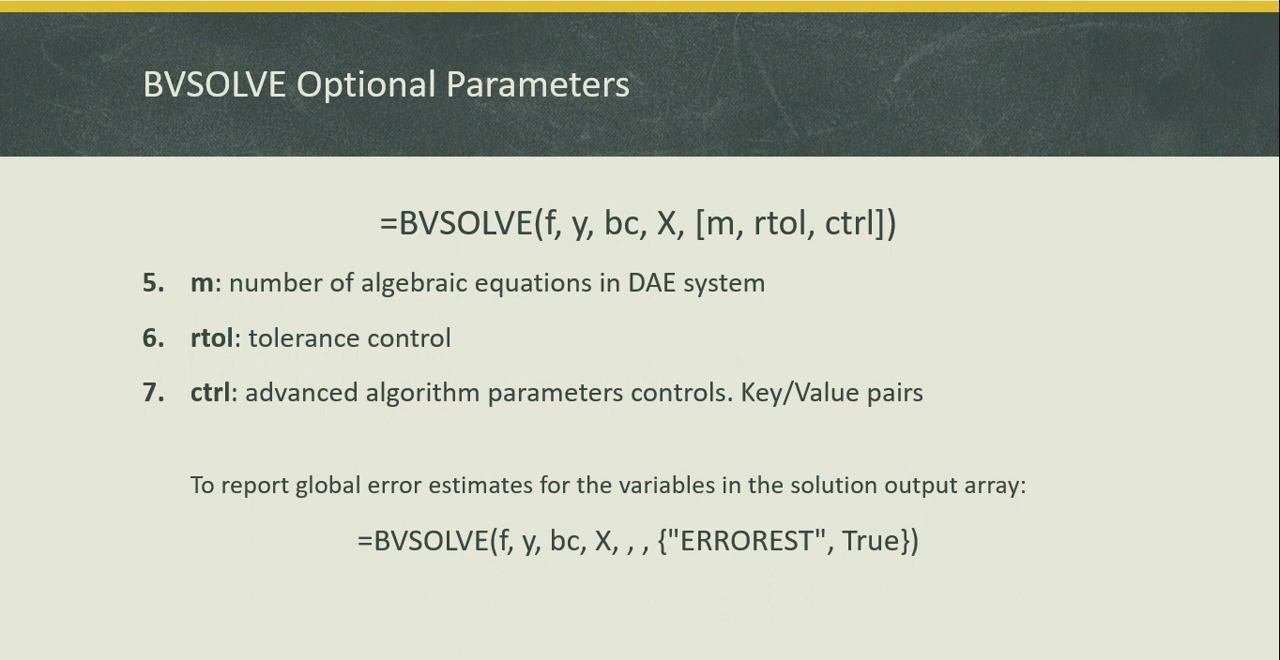 BVSOLVE Optional Parameters
=BVSOLVE(f, y, bc, X, [m, rtol, ctrl])
5. m: number of algebraic equations in DAE system
6. rtol: tolerance control
7. ctrl: advanced algorithm parameters controls. Key/Value pairs
To report global error estimates for the variables in the solution output array:
=BVSOLVE(f, y, bc, X, , , {"ERROREST", True})